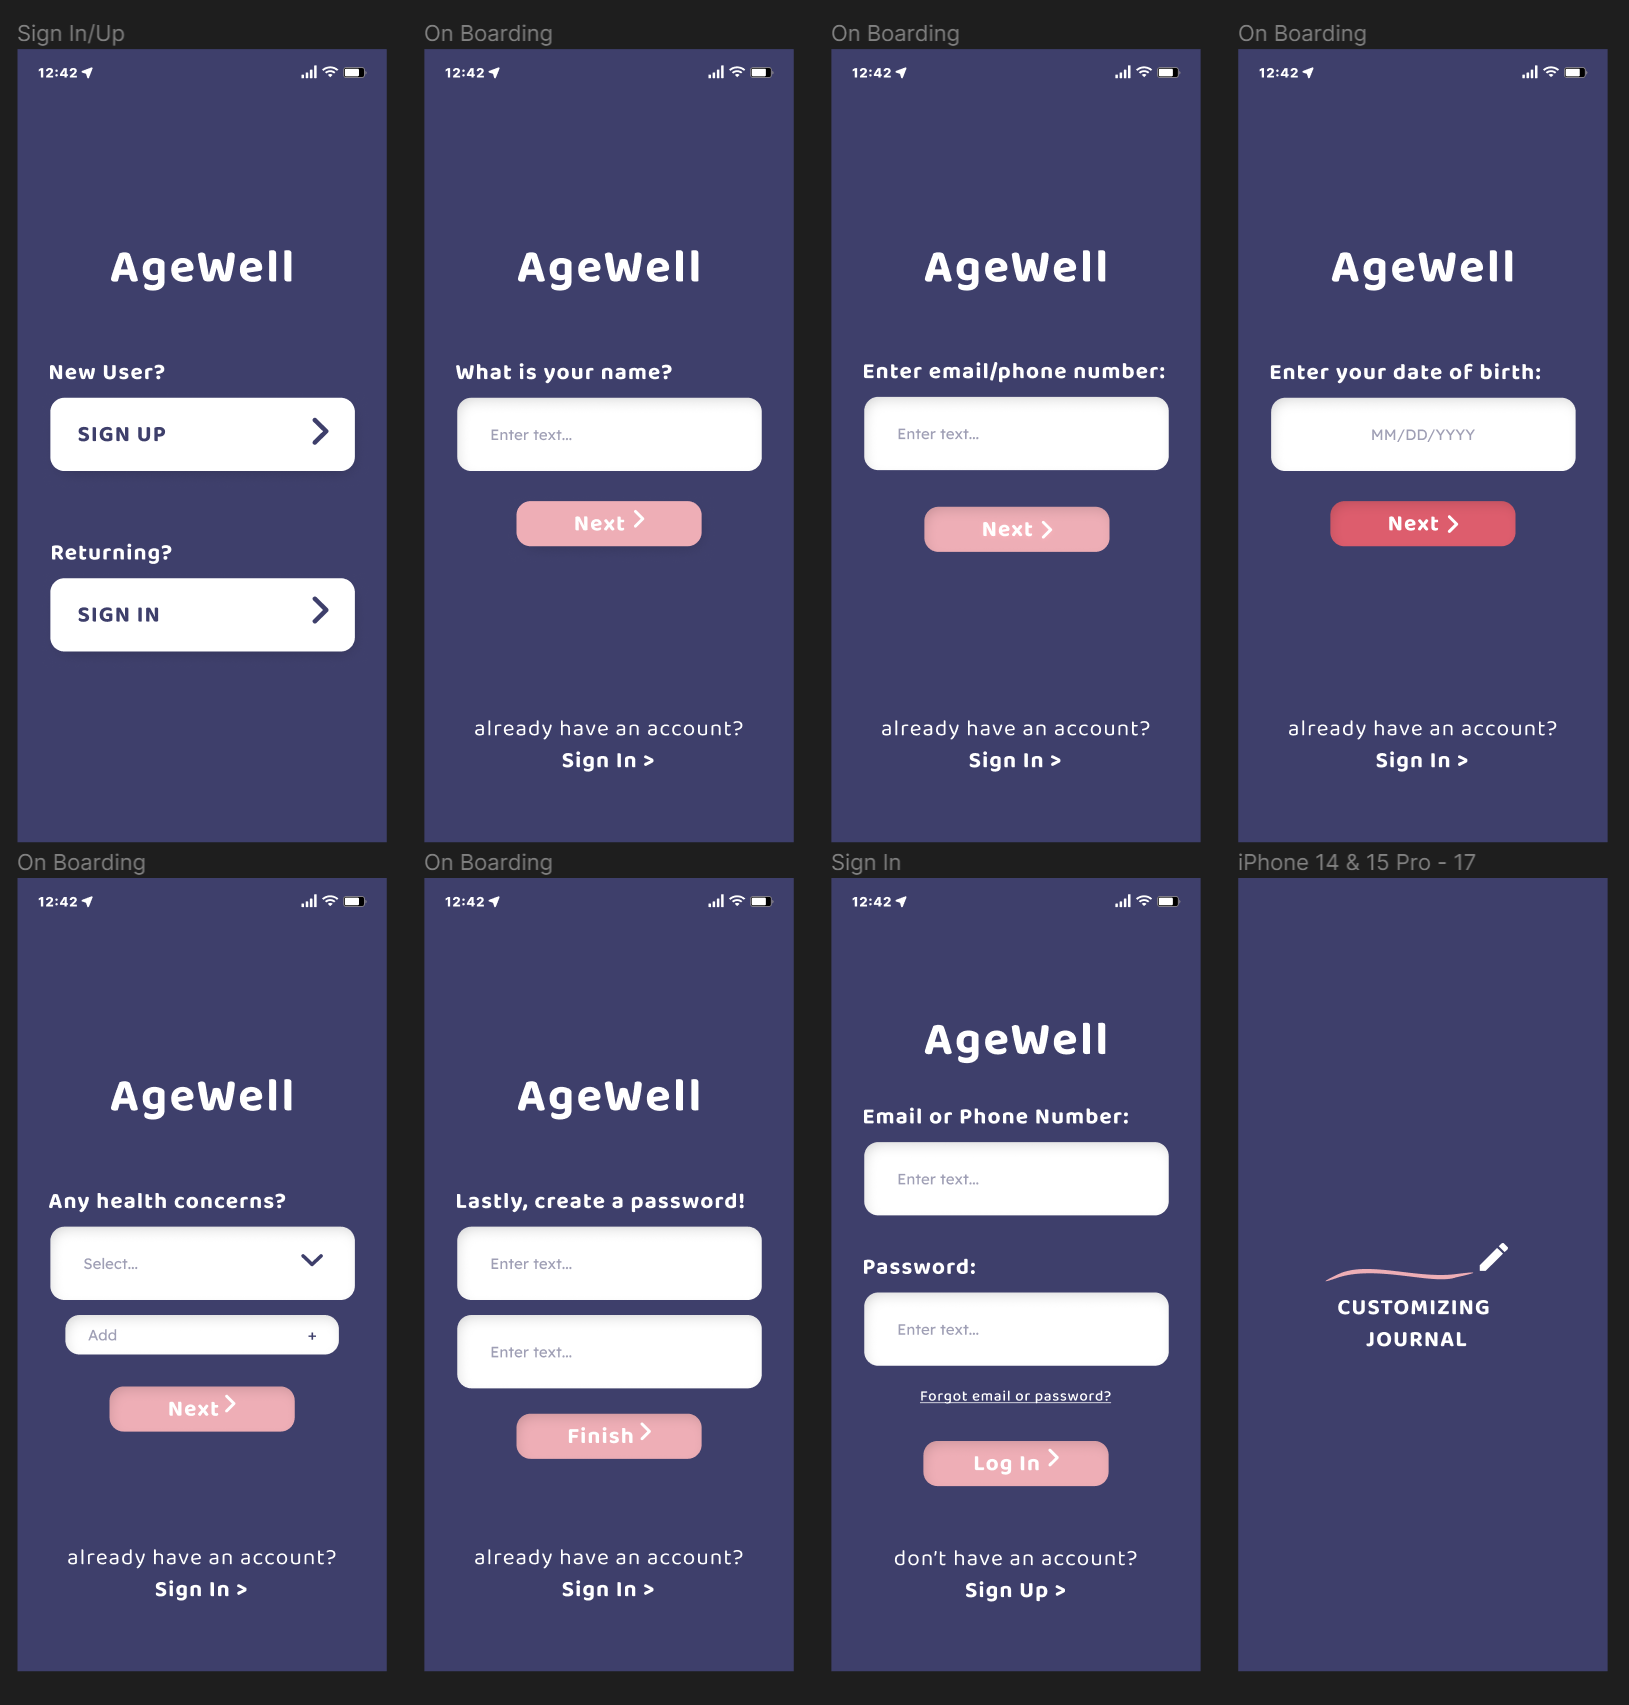 Sign In/Up
12:42
AgeWell
New User?
SIGN UP
Returning?
SIGN IN
On Boarding
12:42
AgeWell
What is your name?
Enter text...
Next
already have an account?
Sign In >
On Boarding
12:42
AgeWell
Enter email/phone number:
Enter text...
Next
already have an account?
Sign In >
On Boarding
12:42
AgeWell
Enter your date of birth:
MM/DD/YYYY
Next
already have an account?
Sign In >
On Boarding
12:42
AgeWell
Any health concerns?
Select...
Add +
Next
already have an account?
Sign In >
On Boarding
12:42
AgeWell
Lastly, create a password!
Enter text...
Enter text...
Finish
already have an account?
Sign In >
Sign In
12:42
AgeWell
Email or Phone Number:
Enter text...
Password:
Enter text...
Forgot email or password?
Log In
don't have an account?
Sign Up >
iPhone 14 & 15 Pro - 17
CUSTOMIZING
JOURNAL